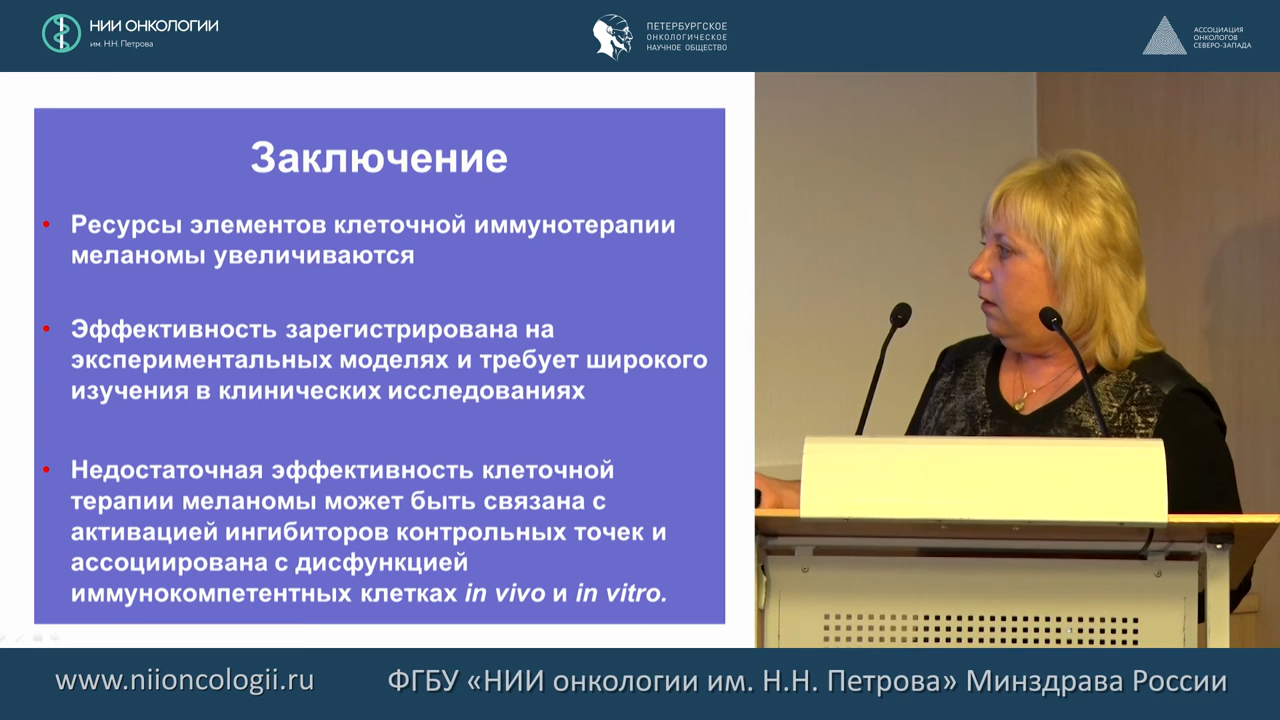 НИИ ОНКОЛОГИИ
им. Н.Н. Петрова
ПЕТЕРБУРГСКОЕ
ОНКОЛОГИЧЕСКОЕ
НАУЧНОЕ ОБЩЕСТВО
АССОЦИАЦИЯ
ОНКОЛОГОВ
СЕВЕРО-ЗАПАДА
Заключение
• Ресурсы элементов клеточной иммунотерапии
меланомы увеличиваются
• Эффективность зарегистрирована на
экспериментальных моделях и требует широкого
изучения в клинических исследованиях
• Недостаточная эффективность клеточной
терапии меланомы может быть связана с
активацией ингибиторов контрольных точек и
ассоциирована с дисфункцией
иммунокомпетентных клетках in vivo и in vitro.
www.niioncologii.ru
ФГБУ «НИИ онкологии им. Н.Н. Петрова» Минздрава России